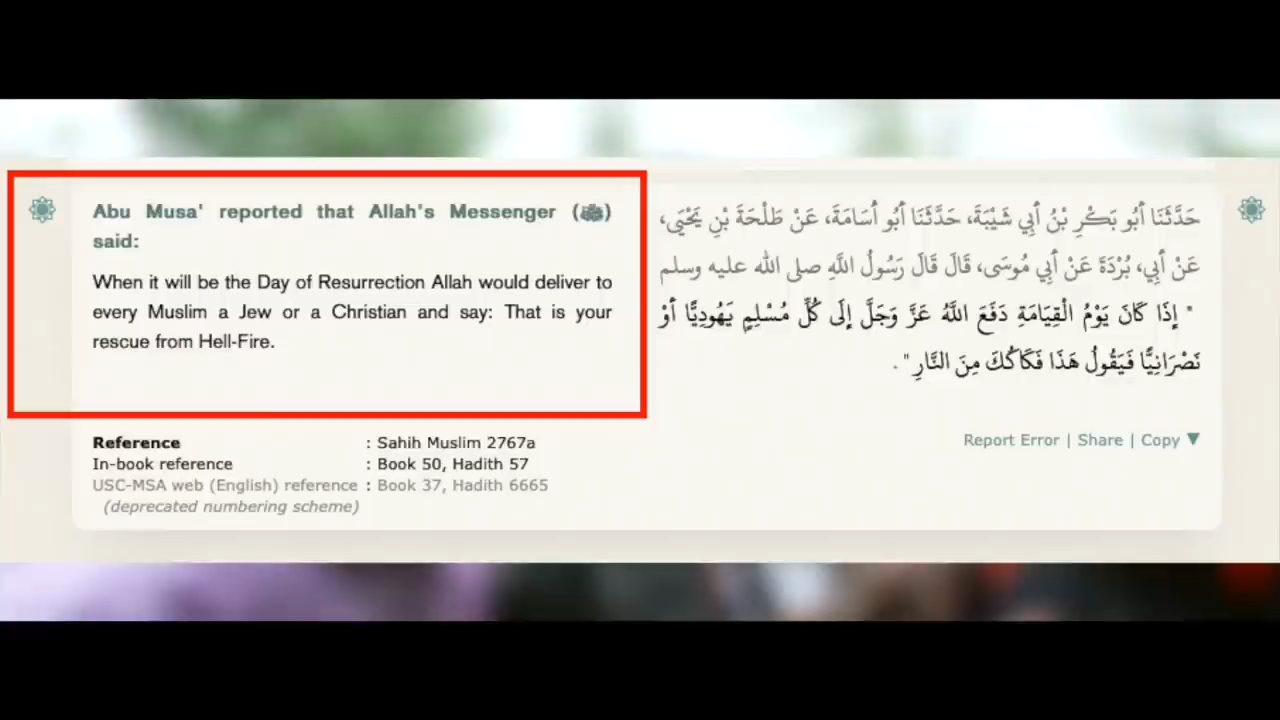 Abu Musa' reported that Allah's Messenger (ﷺ)
said:
When it will be the Day of Resurrection Allah would deliver to
every Muslim a Jew or a Christian and say: That is your
rescue from Hell-Fire.
حَدَّثَنَا أَبُو بَكْرِ بْنُ أَبِي شَيْبَةَ، حَدَّثَنَا أَبُو أُسَامَةَ، عَنْ طَلْحَةَ بْنِ يَحْيَى،
عَنْ أَبِي، بُرْدَةَ عَنْ أَبِي مُوسَى، قَالَ قَالَ رَسُولُ اللَّهِ صلى الله عليه وسلم
" إِذَا كَانَ يَوْمُ الْقِيَامَةِ دَفَعَ اللَّهُ عَزَّ وَجَلَّ إِلَى كُلِّ مُسْلِمٍ يَهُودِيًّا أَوْ
نَصْرَانِيًّا فَيَقُولُ هَذَا فَكَاكُكَ مِنَ النَّارِ " .
Reference : Sahih Muslim 2767a
In-book reference : Book 50, Hadith 57
USC-MSA web (English) reference : Book 37, Hadith 6665
(deprecated numbering scheme)
Report Error | Share | Copy ▼